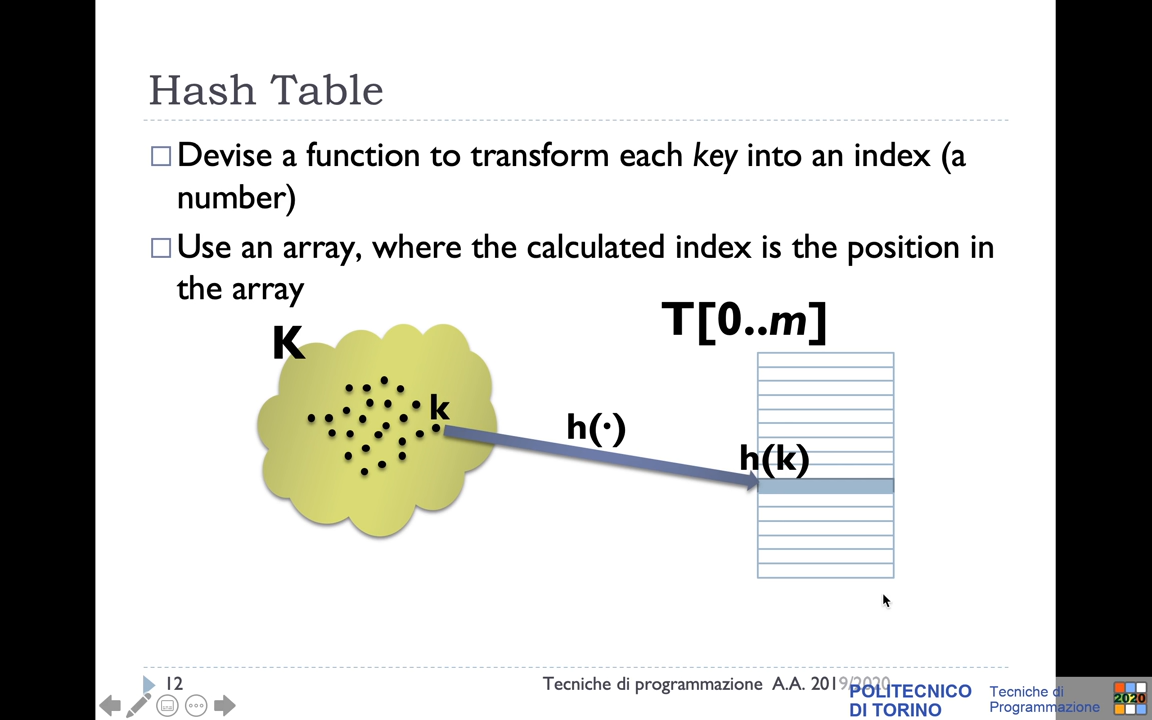 Hash Table
Devise a function to transform each key into an index (a
number)
Use an array, where the calculated index is the position in
the array
K
T[0..m]
k
h(·)
h(k)
12
Tecniche di programmazione A.A. 2019/2020
POLITECNICO
DI TORINO
Tecniche di
Programmazione
2020